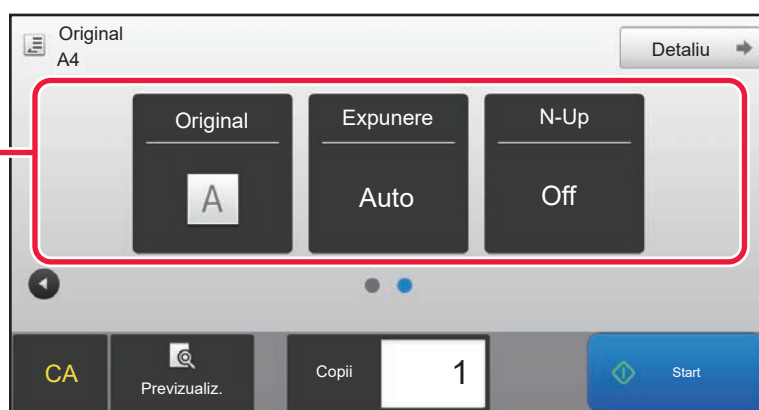 Original
A4
Detaliu
Original
Expunere
N-Up
A
Auto
Off
CA
Previzualiz.
Copii
1
Start